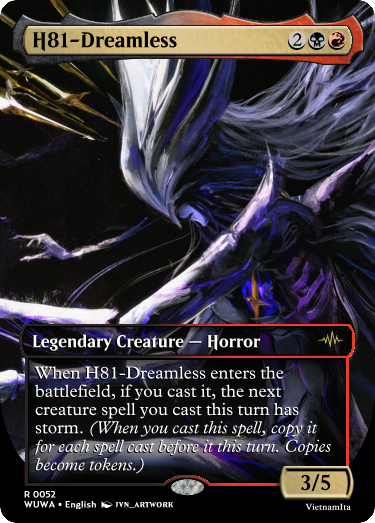 H81-Dreamless 2
Legendary Creature — Horror
When H81-Dreamless enters the
battlefield, if you cast it, the next
creature spell you cast this turn has
storm. (When you cast this spell, copy it
for each spell cast before it this turn. Copies
become tokens.)
3/5
R 0052
WUWA • English JVN_ARTWORK
VietnamIta